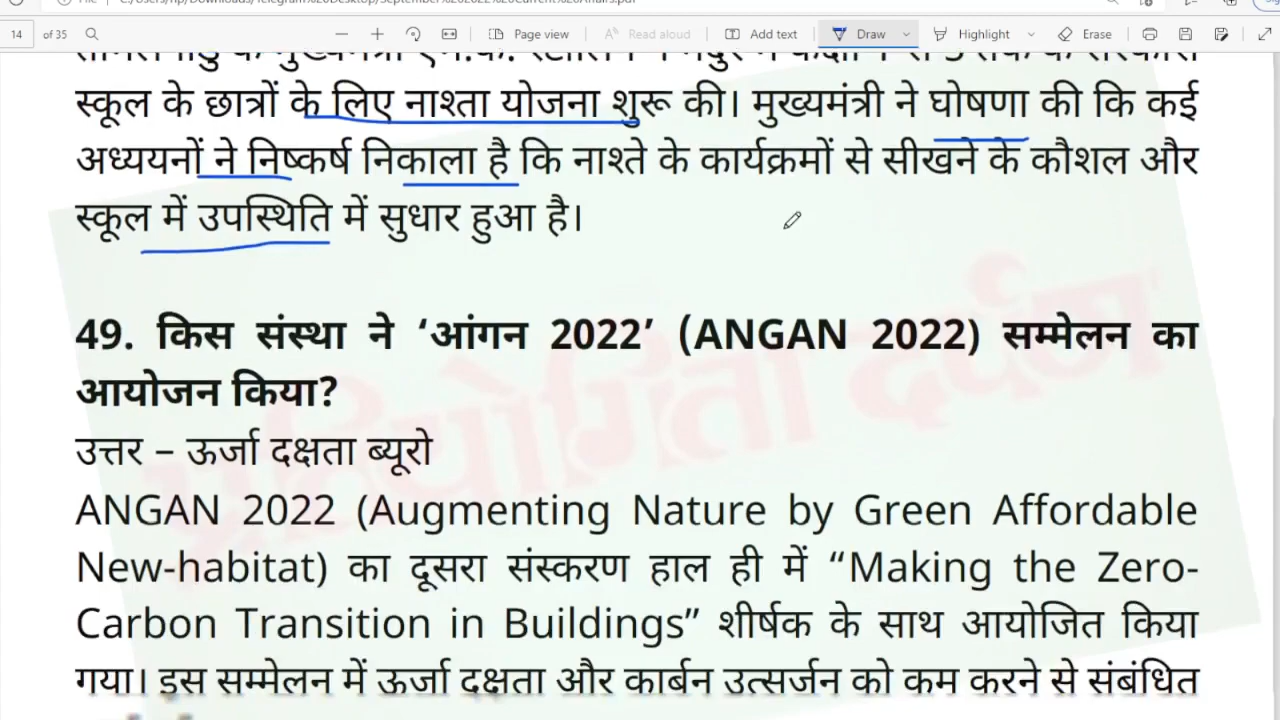 14 of 35 Page view Read aloud Add text Draw Highlight Erase
स्कूल के छात्रों के लिए नाश्ता योजना शुरू की। मुख्यमंत्री ने घोषणा की कि कई
अध्ययनों ने निष्कर्ष निकाला है कि नाश्ते के कार्यक्रमों से सीखने के कौशल और
स्कूल में उपस्थिति में सुधार हुआ है।
49. किस संस्था ने ‘आंगन 2022’ (ANGAN 2022) सम्मेलन का
आयोजन किया?
उत्तर – ऊर्जा दक्षता ब्यूरो
ANGAN 2022 (Augmenting Nature by Green Affordable
New-habitat) का दूसरा संस्करण हाल ही में “Making the Zero-
Carbon Transition in Buildings” शीर्षक के साथ आयोजित किया
गया। इस सम्मेलन में ऊर्जा दक्षता और कार्बन उत्सर्जन को कम करने से संबंधित
प्रतियोगिता दर्पण